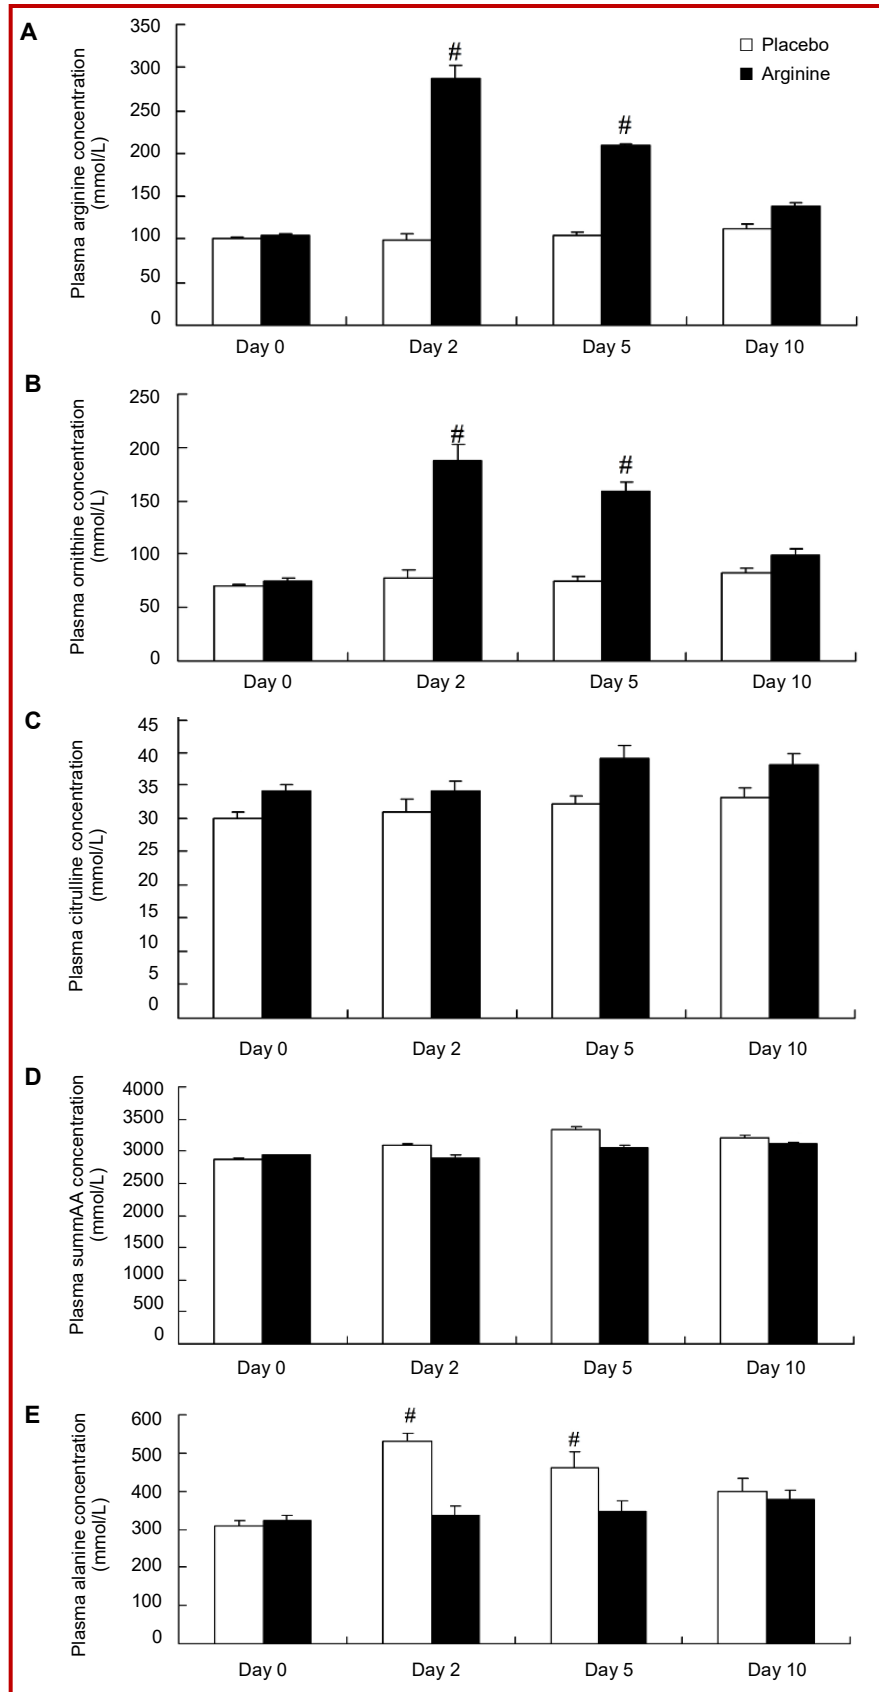 A
Plasma arginine concentration
(mmol/L)
350
300
250
200
150
100
50
0
#
#
Placebo
Arginine
Day 0 Day 2 Day 5 Day 10
B
Plasma ornithine concentration
(mmol/L)
250
200
150
100
50
0
#
#
Day 0 Day 2 Day 5 Day 10
C
Plasma citrulline concentration
(mmol/L)
45
40
35
30
25
20
15
10
5
0
Day 0 Day 2 Day 5 Day 10
D
Plasma summAA concentration
(mmol/L)
4000
3500
3000
2500
2000
1500
1000
500
0
Day 0 Day 2 Day 5 Day 10
E
Plasma alanine concentration
(mmol/L)
600
500
400
300
200
100
0
#
#
Day 0 Day 2 Day 5 Day 10